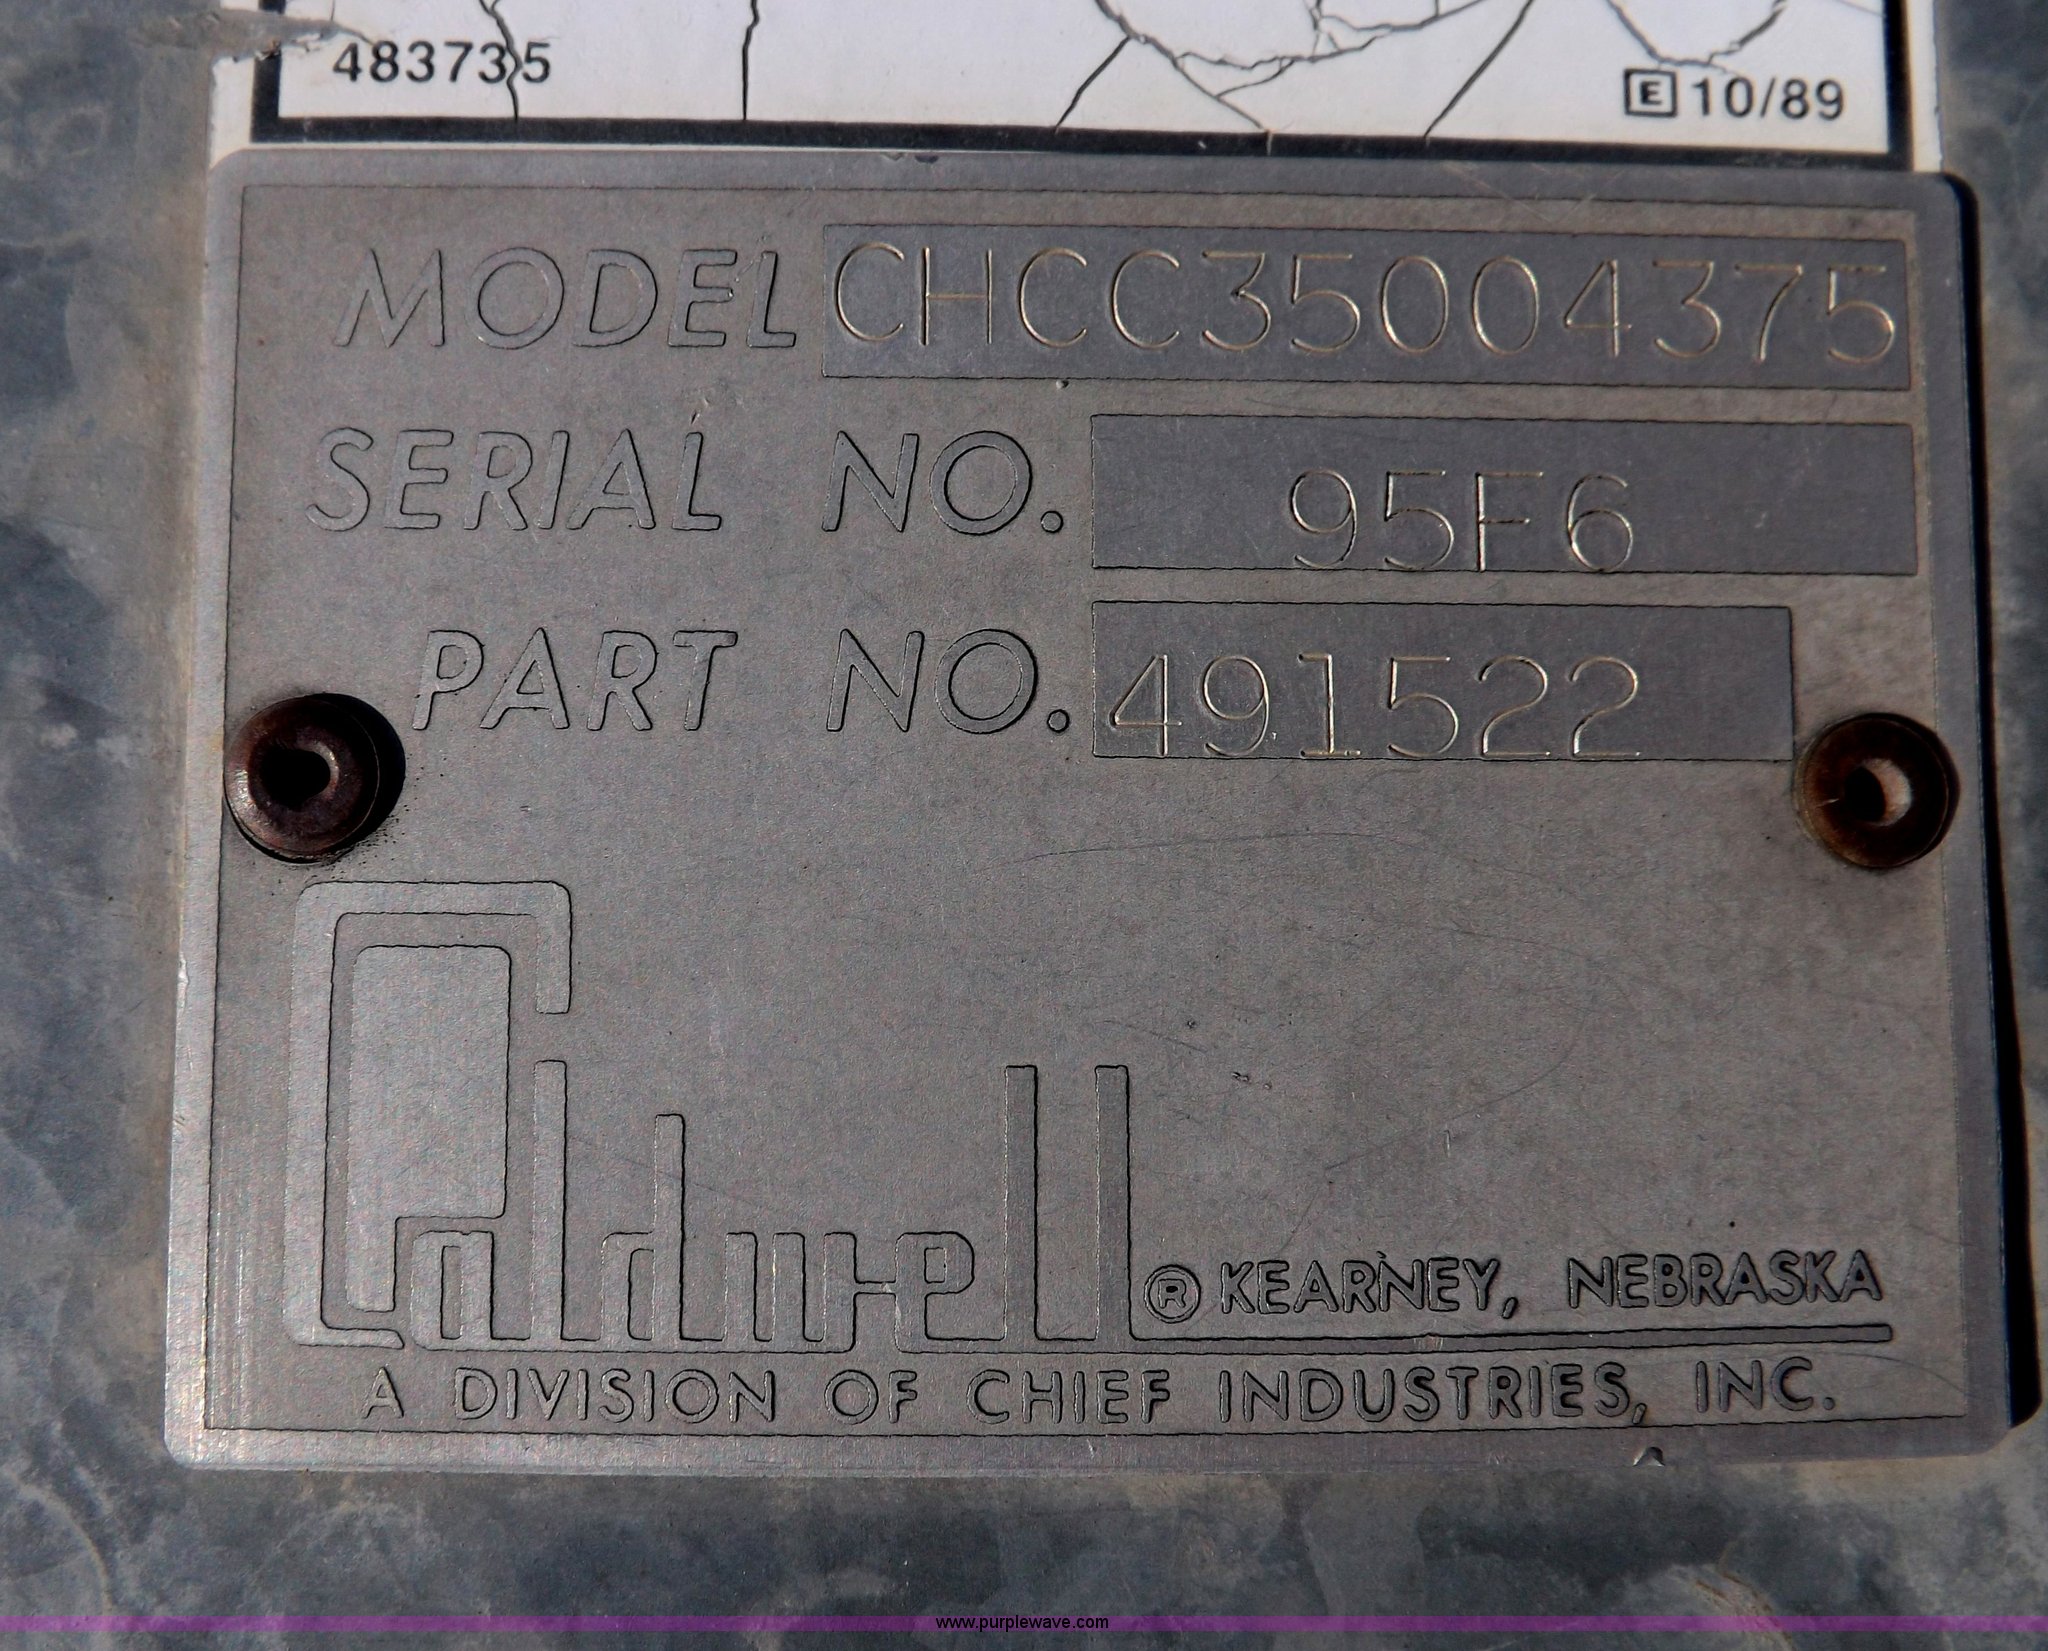 483735
E 10/89
MODEL CHCC35004375
SERIAL NO. 95F6
PART NO. 491522
Caldwell ® KEARNEY, NEBRASKA
A DIVISION OF CHIEF INDUSTRIES, INC.
www.purplewave.com